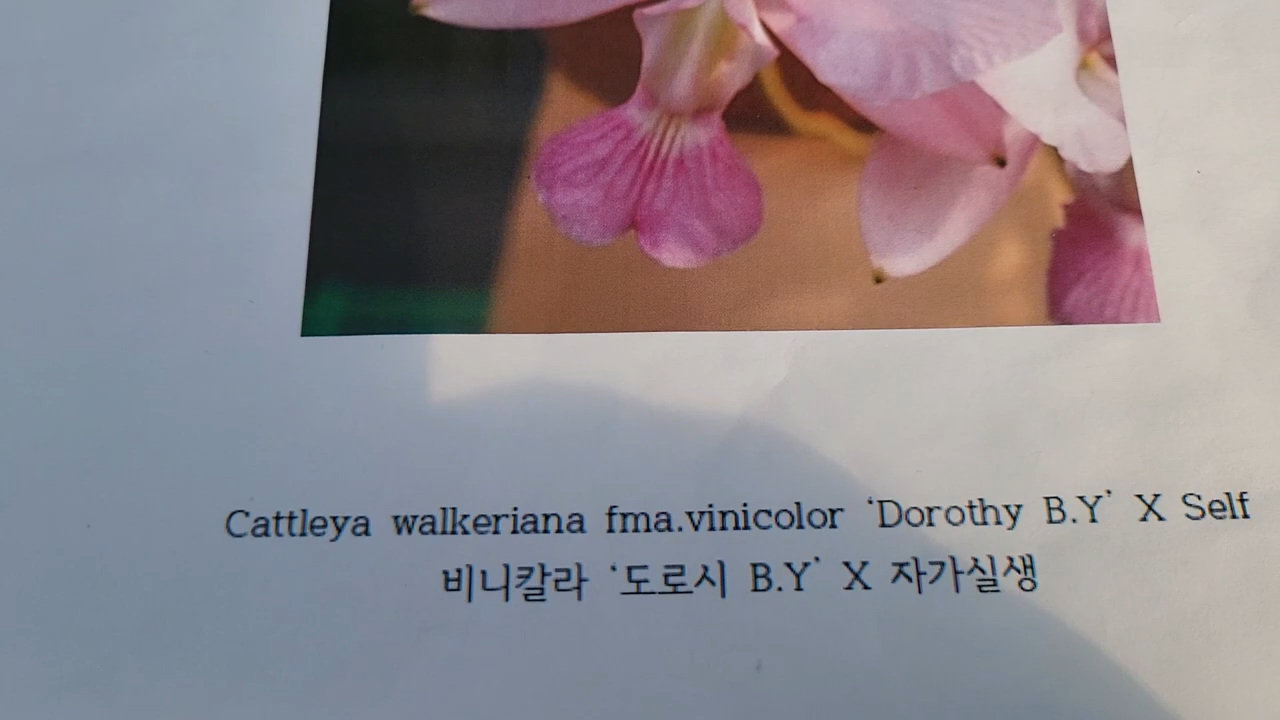 Cattleya walkeriana fma.vinicolor ‘Dorothy B.Y’ X Self
비니칼라 ‘도로시 B.Y’ X 자가실생